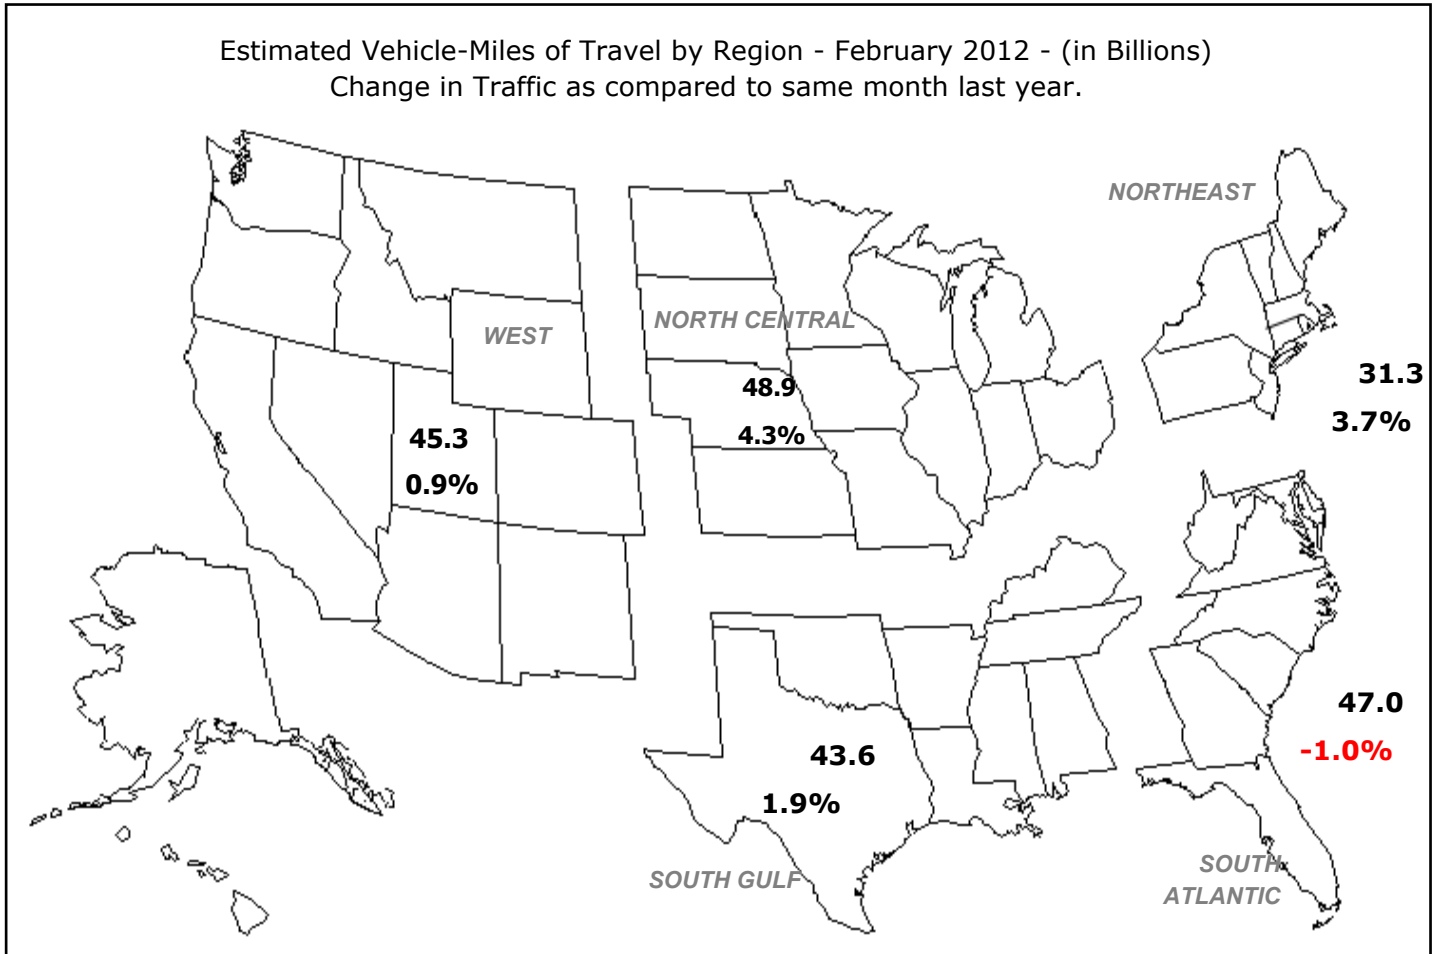 Estimated Vehicle-Miles of Travel by Region - February 2012 - (in Billions)
Change in Traffic as compared to same month last year.
NORTHEAST
WEST
NORTH CENTRAL
31.3
3.7%
48.9
4.3%
45.3
0.9%
47.0
-1.0%
43.6
1.9%
SOUTH GULF
SOUTH
ATLANTIC